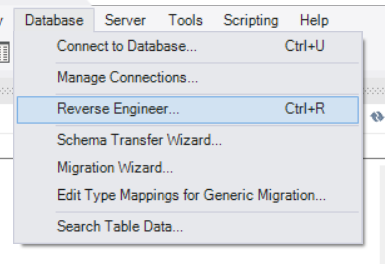 Database Server Tools Scripting Help
Connect to Database... Ctrl+U
Manage Connections...
Reverse Engineer... Ctrl+R
Schema Transfer Wizard...
Migration Wizard...
Edit Type Mappings for Generic Migration...
Search Table Data...